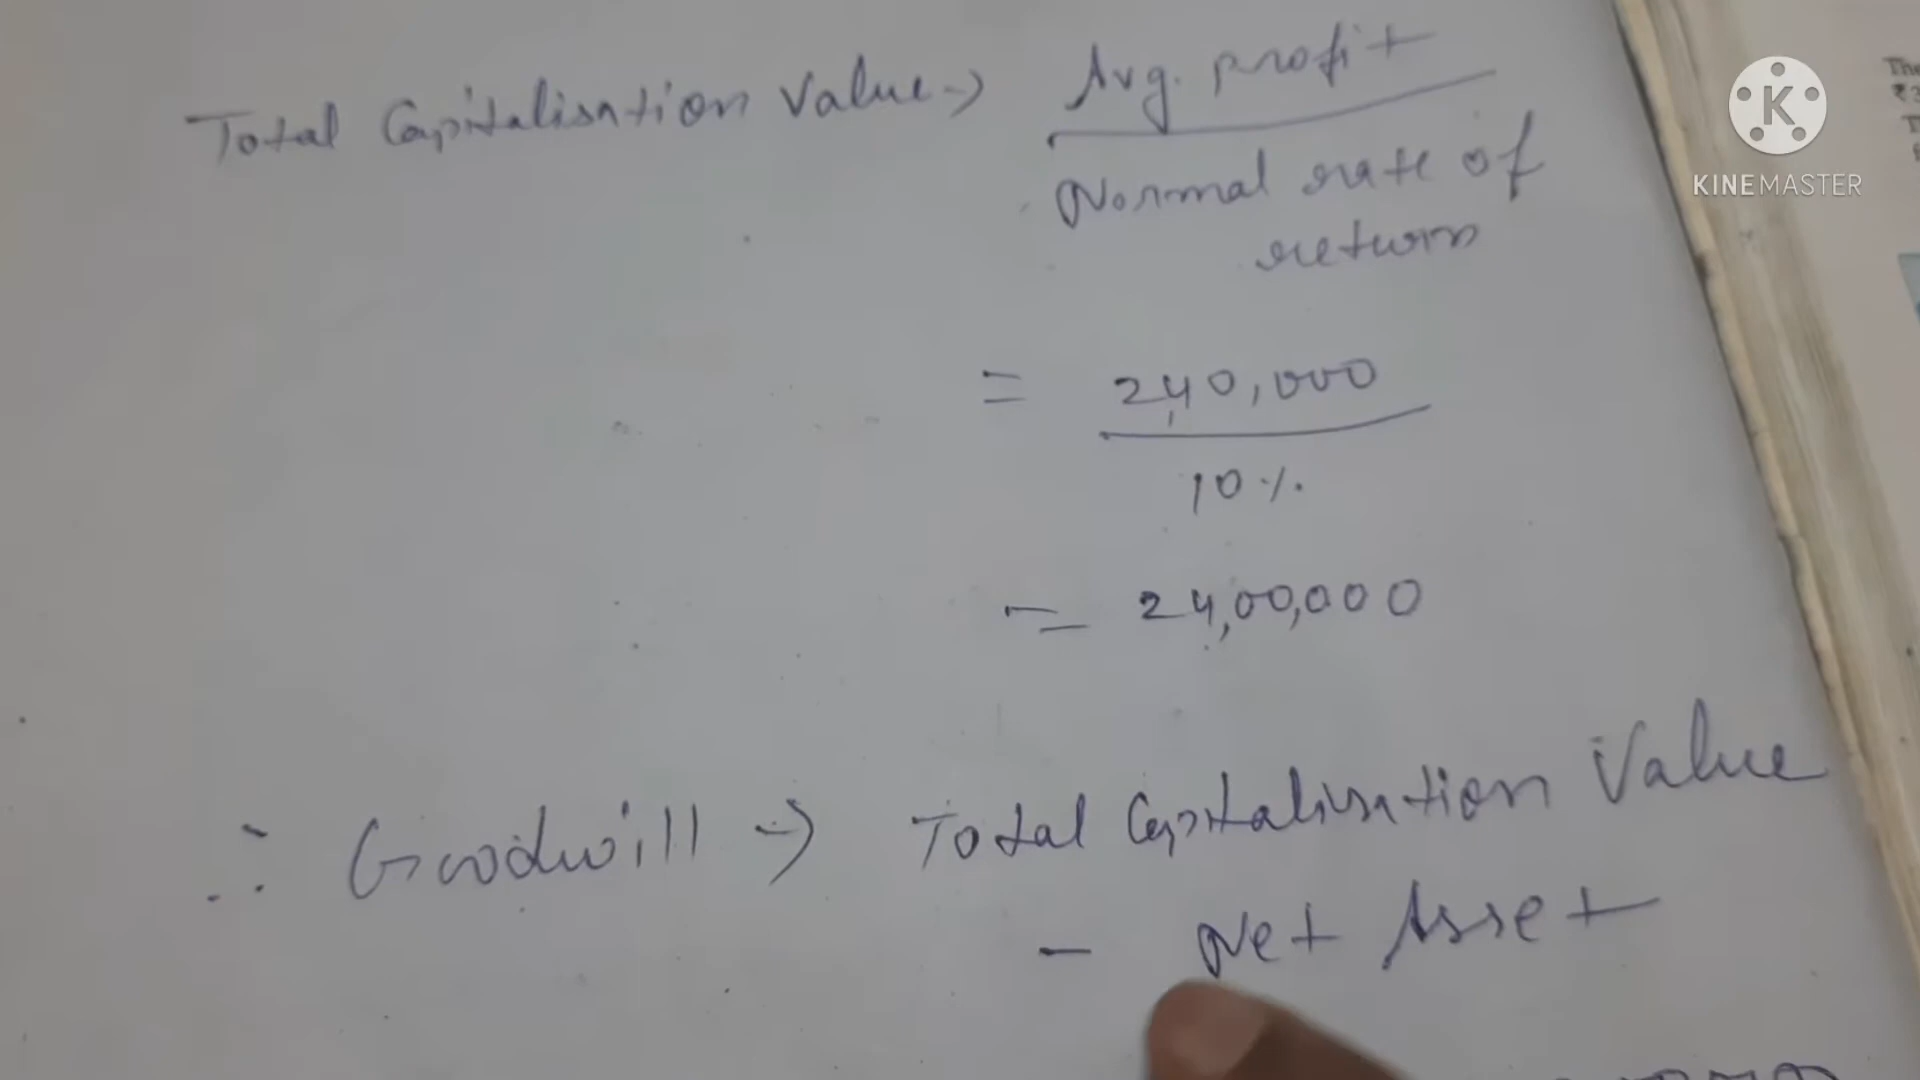 Total Capitalisation Value → Avg. profit
Normal rate of
return
= 2,40,000
10%
= 24,00,000
∴ Goodwill → Total Capitalisation Value
- Net Asset
K
KINEMASTER
The